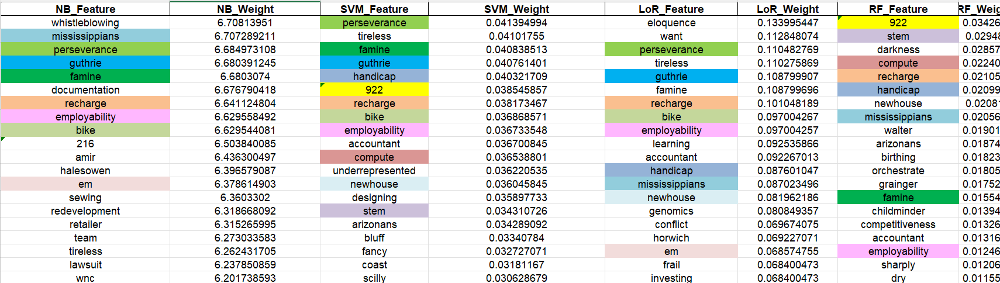 NB_Feature NB_Weight SVM_Feature SVM_Weight LoR_Feature LoR_Weight RF_Feature RF_Weig
whistleblowing 6.70813951 perseverance 0.041394994 eloquence 0.133995447 922 0.03426
mississippians 6.707289211 tireless 0.04101755 want 0.112848074 stem 0.02948
perseverance 6.684973108 famine 0.040838513 perseverance 0.110482769 darkness 0.02857
guthrie 6.680391245 guthrie 0.040761401 tireless 0.110275869 compute 0.02240
famine 6.6803074 handicap 0.040321709 guthrie 0.108799907 recharge 0.02105
documentation 6.676790418 922 0.038545857 famine 0.108799696 handicap 0.02099
recharge 6.641124804 recharge 0.038173467 recharge 0.101048189 newhouse 0.0208
employability 6.629558492 bike 0.036868571 bike 0.097004267 mississippians 0.02056
bike 6.629544081 employability 0.036733548 employability 0.097004257 walter 0.01901
216 6.503840085 accountant 0.036700845 learning 0.092535866 arizonans 0.01874
amir 6.436300497 compute 0.036538801 accountant 0.092267013 birthing 0.01823
halesowen 6.396579087 underrepresented 0.036220535 handicap 0.087601047 orchestrate 0.01805
em 6.378614903 newhouse 0.036045845 mississippians 0.087023496 grainger 0.01752
sewing 6.3603302 designing 0.035897733 newhouse 0.081962186 famine 0.01554
redevelopment 6.318668092 stem 0.034310726 genomics 0.080849357 childminder 0.01394
retailer 6.315265995 arizonans 0.034289092 conflict 0.069674075 competitiveness 0.01326
team 6.273033583 bluff 0.03340784 horwich 0.069227071 accountant 0.01316
tireless 6.262431705 fancy 0.032727071 em 0.068574755 employability 0.01246
lawsuit 6.237850859 coast 0.03181167 frail 0.068400473 sharply 0.01206
wnc 6.201738593 scilly 0.030628679 investing 0.068400473 dry 0.01155